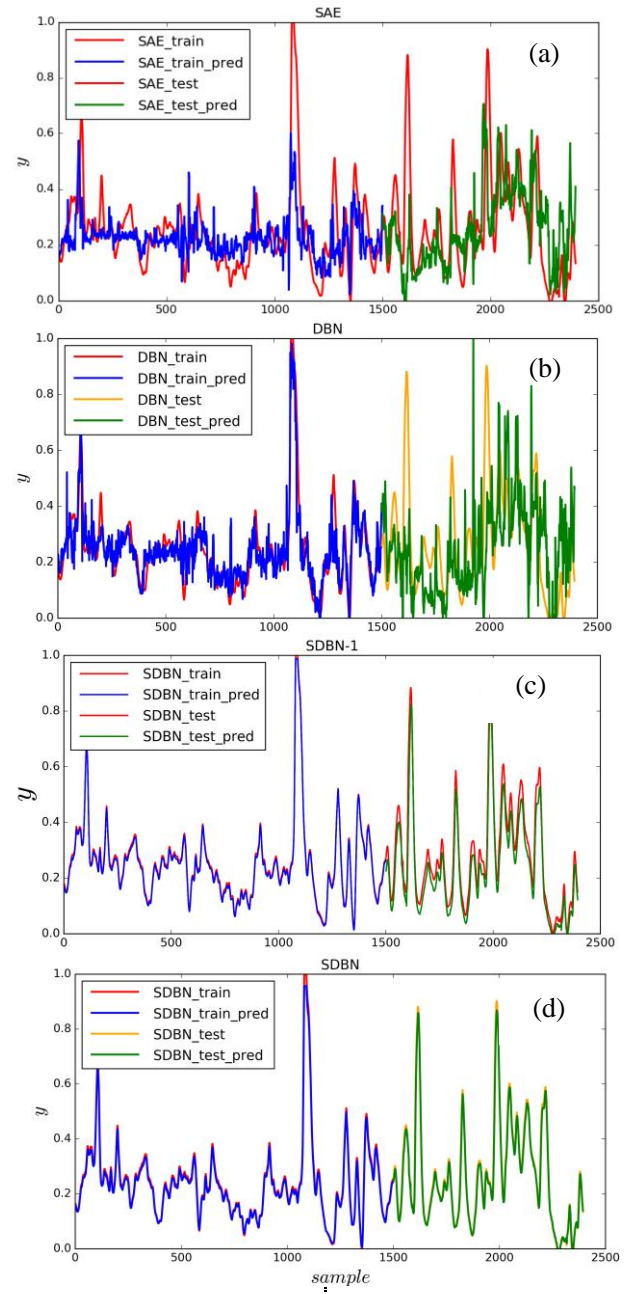 SAE
1.0
0.8
0.6
0.4
0.2
0.0
y
SAE_train
SAE_train_pred
SAE_test
SAE_test_pred
(a)
0 500 1000 1500 2000 2500
DBN
1.0
0.8
0.6
0.4
0.2
0.0
y
DBN_train
DBN_train_pred
DBN_test
DBN_test_pred
(b)
0 500 1000 1500 2000 2500
SDBN-1
1.0
0.8
0.6
0.4
0.2
0.0
y
SDBN_train
SDBN_train_pred
SDBN_test
SDBN_test_pred
(c)
0 500 1000 1500 2000 2500
SDBN
1.0
0.8
0.6
0.4
0.2
0.0
y
SDBN_train
SDBN_train_pred
SDBN_test
SDBN_test_pred
(d)
0 500 1000 1500 2000 2500
sample